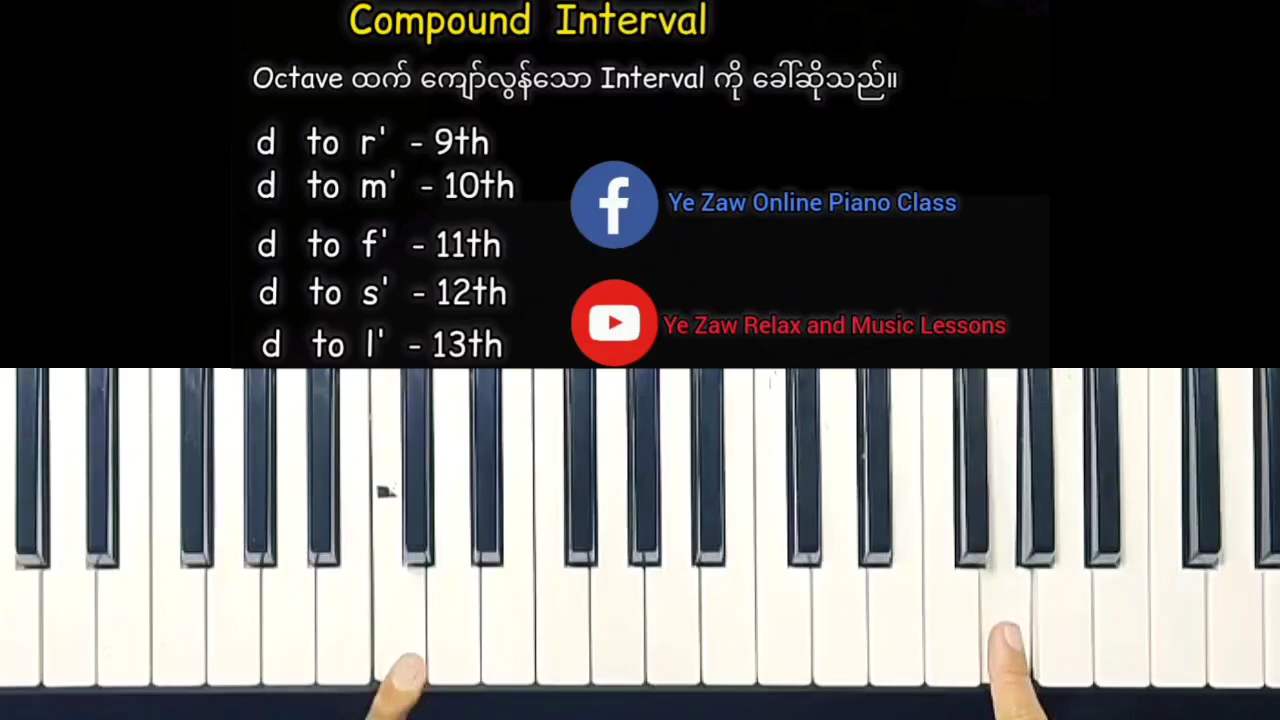 Compound Interval
Octave ထက် ကျော်လွန်သော Interval ကို ခေါ်ဆိုသည်။
d to r' - 9th
d to m' - 10th
Ye Zaw Online Piano Class
d to f' - 11th
d to s' - 12th
Ye Zaw Relax and Music Lessons
d to l' - 13th